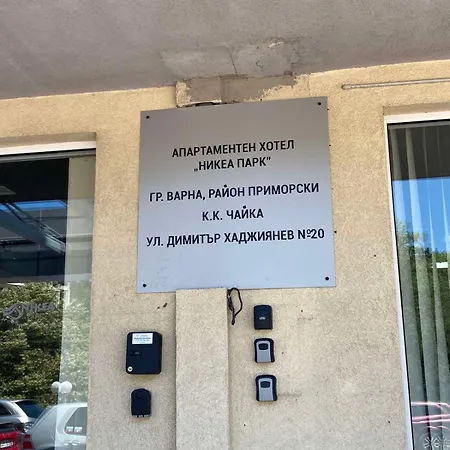 АПАРТАМЕНТЕН ХОТЕЛ
„НИКЕА ПАРК”
ГР. ВАРНА, РАЙОН ПРИМОРСКИ
К.К. ЧАЙКА
УЛ. ДИМИТЪР ХАДЖИЯНЕВ №20